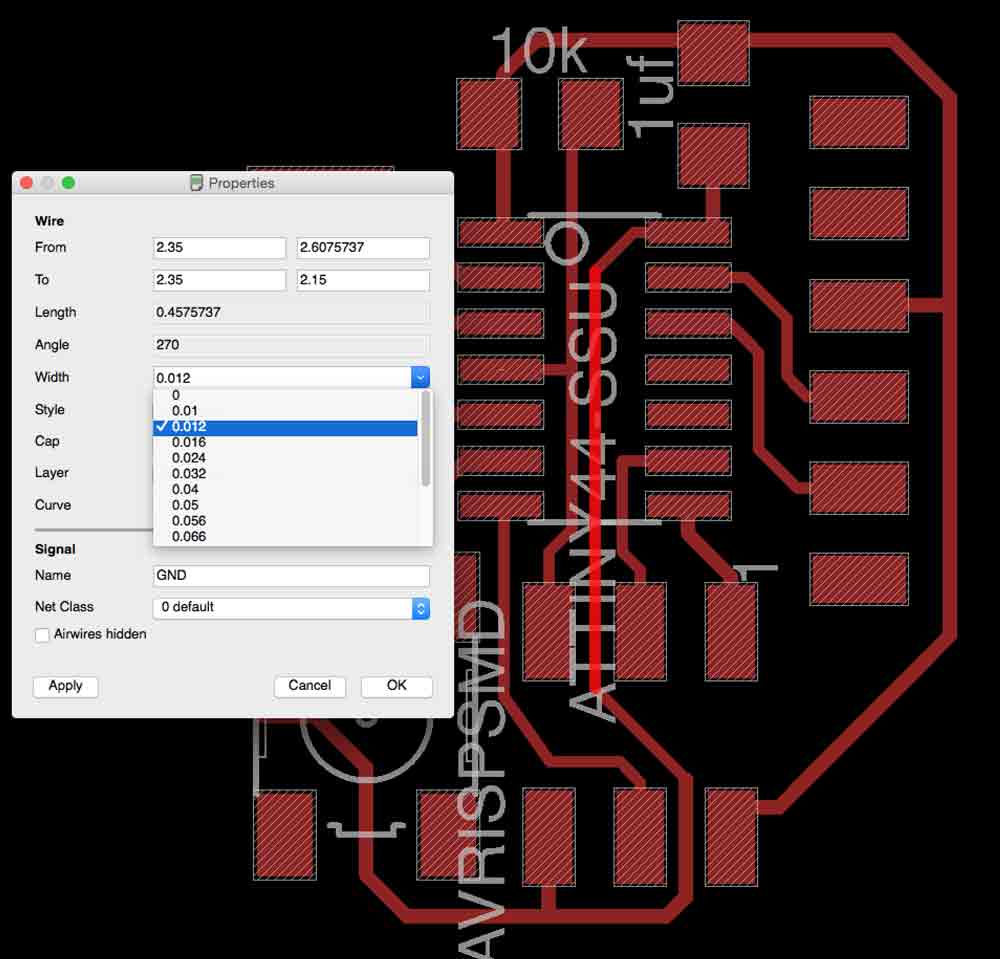 10k
1uf
Properties
Wire
From 2.35 2.6075737
To 2.35 2.15
Length 0.4575737
Angle 270
Width 0.012
0
Style 0.01
0.012
Cap 0.016
0.024
Layer 0.032
0.04
Curve 0.05
0.056
0.066
Signal
Name GND
Net Class 0 default
Airwires hidden
Apply Cancel OK
ATTINY44-SSU
1
AVRISPSMD